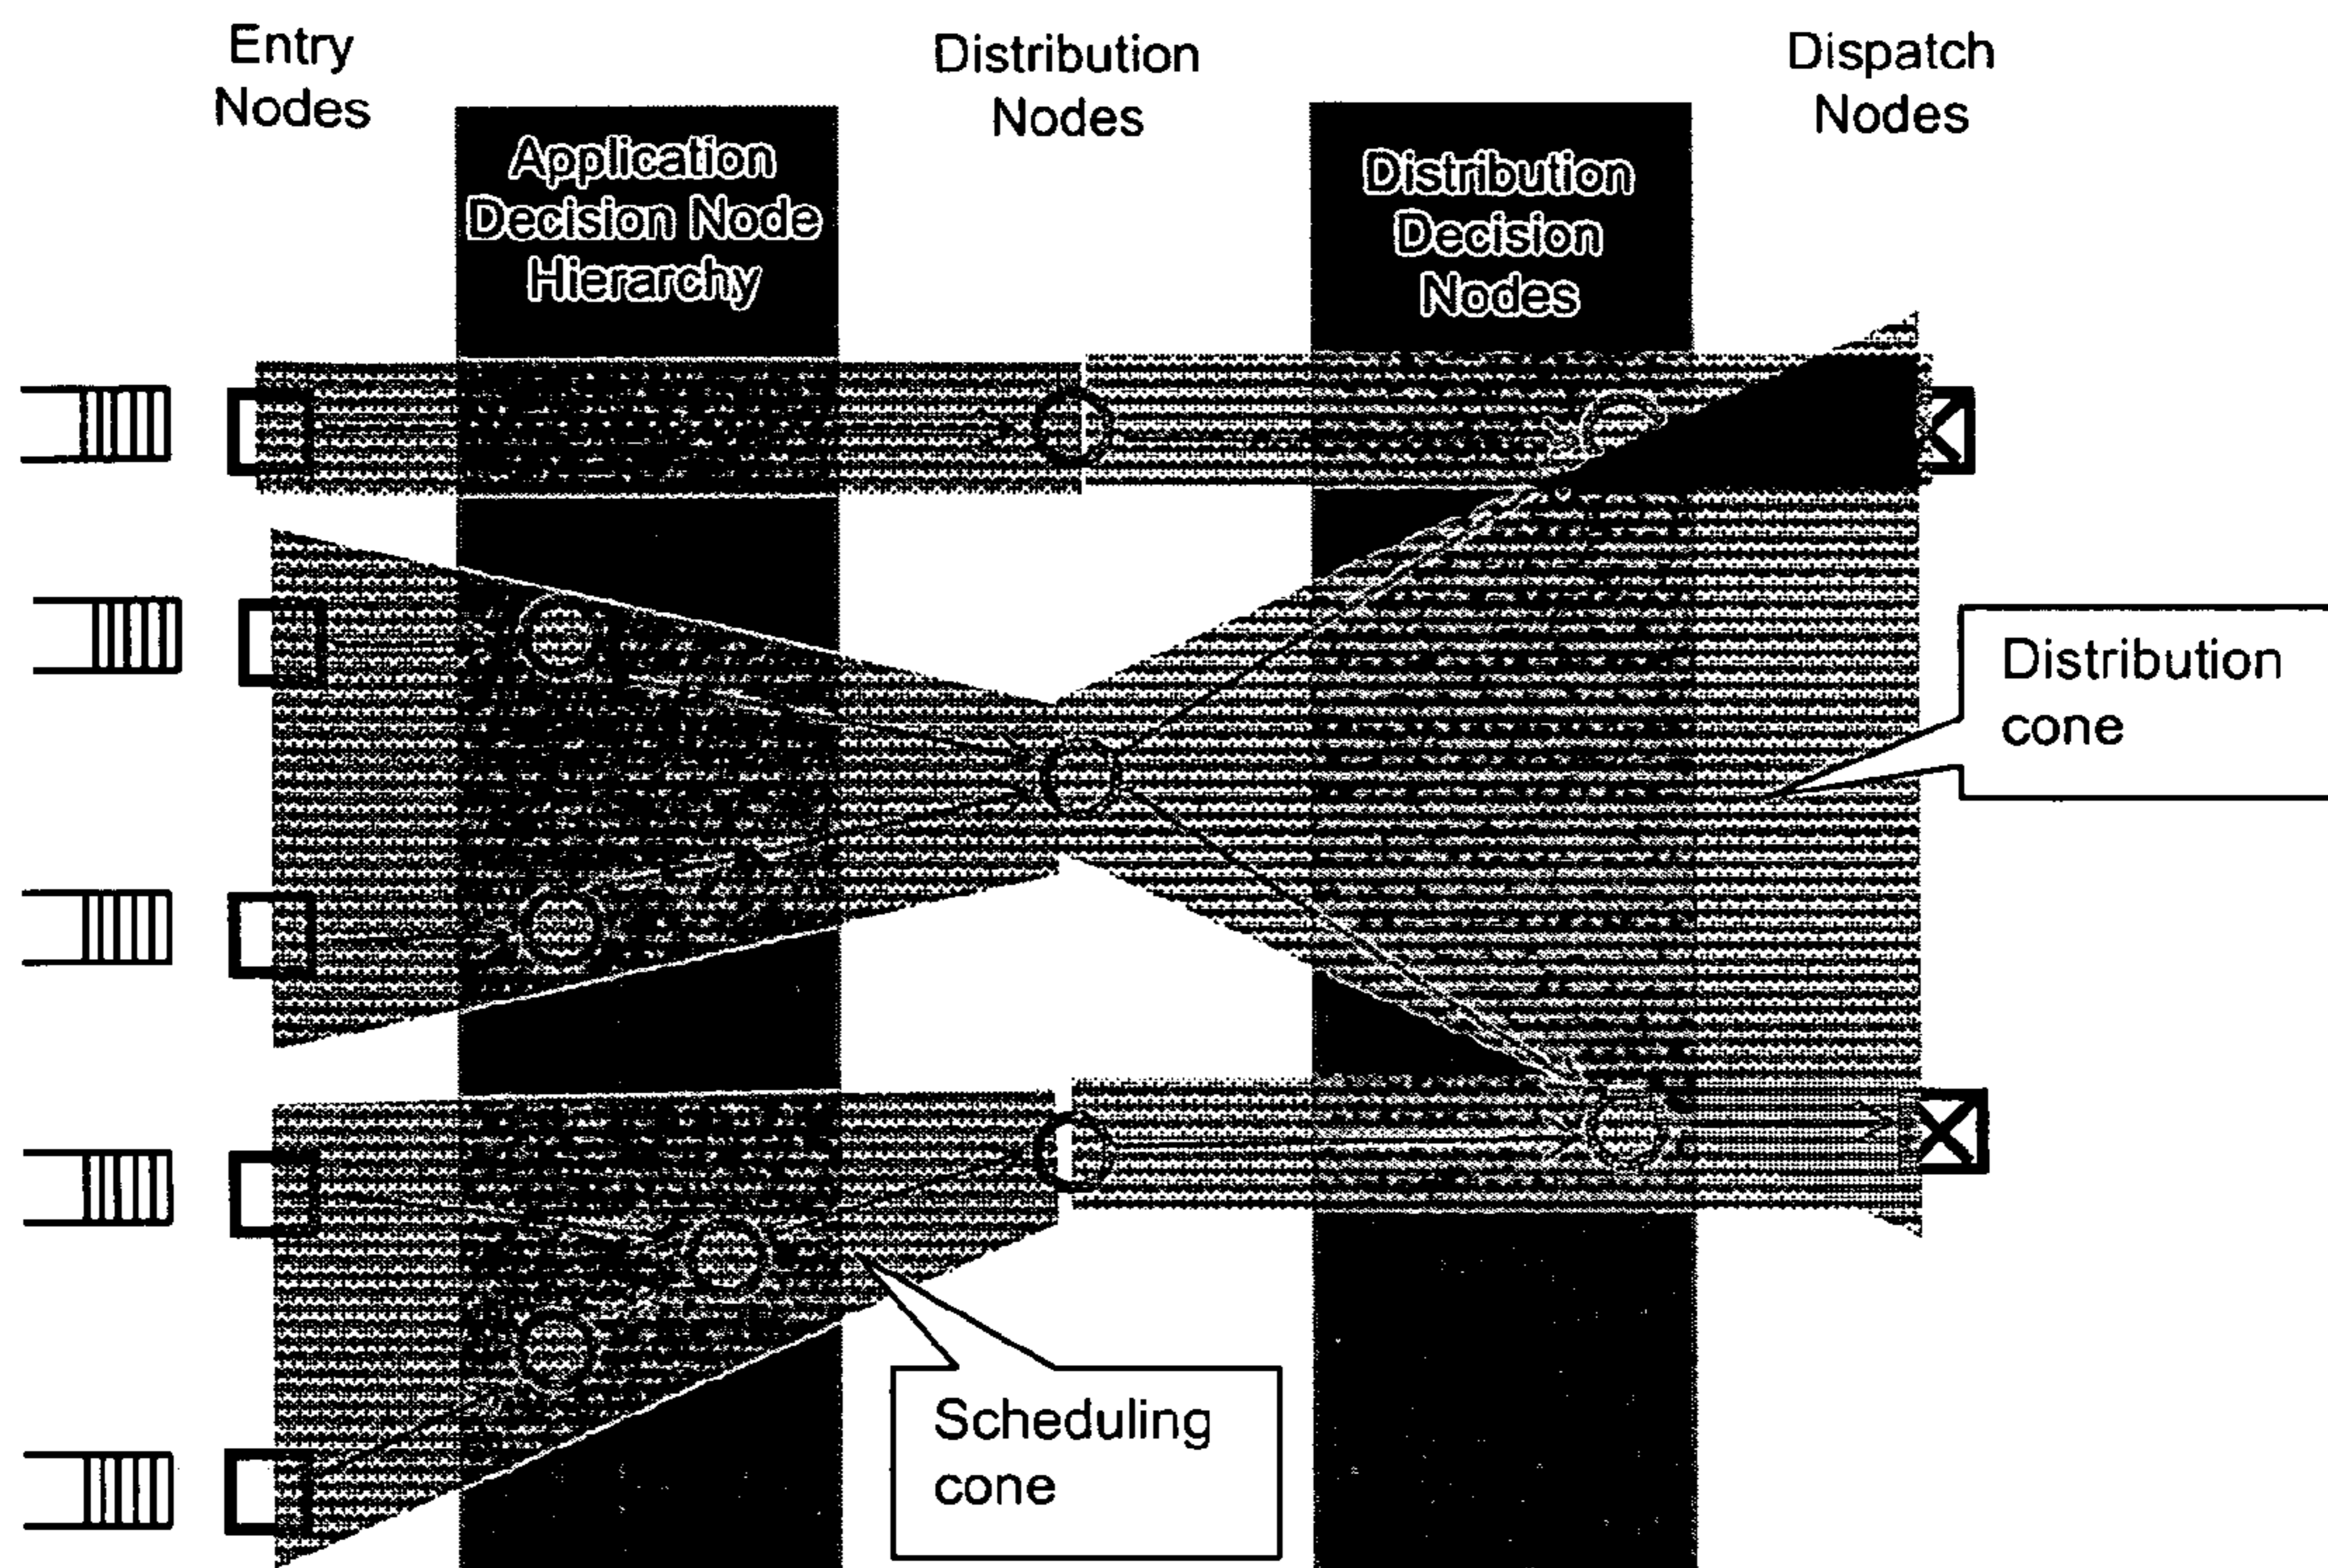 Entry
Nodes
Distribution
Nodes
Dispatch
Nodes
Application
Decision Node
Hierarchy
Distribution
Decision
Nodes
Distribution
cone
Scheduling
cone